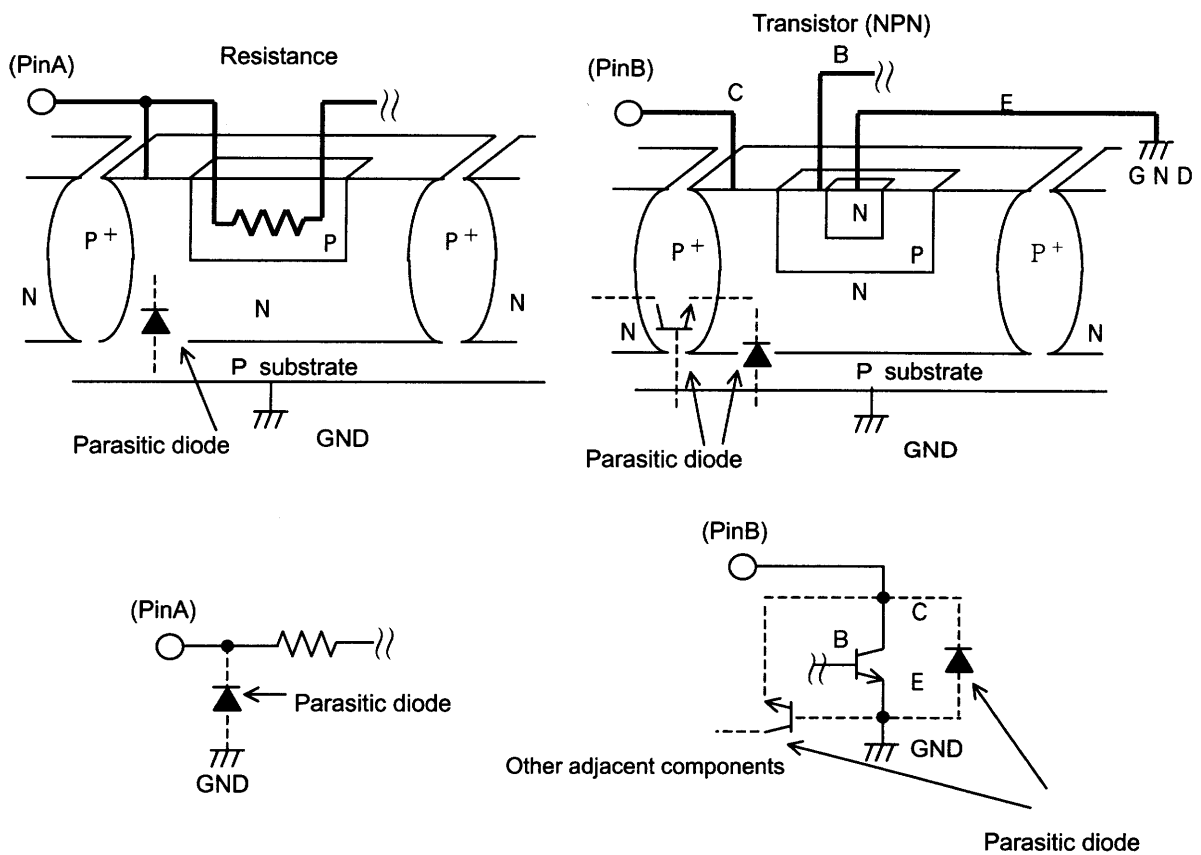 Resistance
(PinA)
P+
P
P+
N
N
N
P substrate
Parasitic diode
GND
Transistor (NPN)
(PinB)
B
C
E
G N D
N
P+
P
P+
N
N
N
P substrate
Parasitic diode
GND
(PinA)
Parasitic diode
GND
(PinB)
C
B
E
GND
Other adjacent components
Parasitic diode